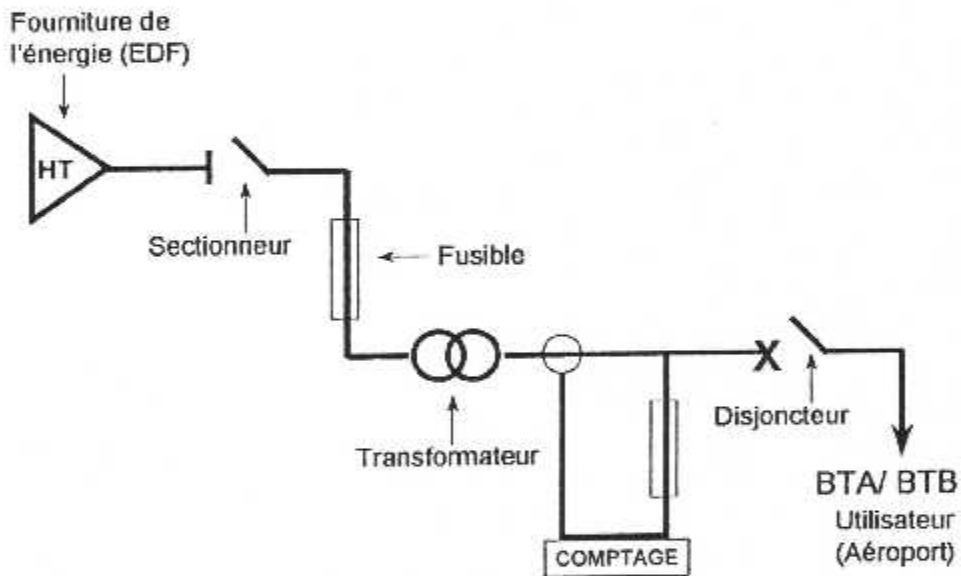 Fourniture de
l'énergie (EDF)
HT
Sectionneur
Fusible
Transformateur
Disjoncteur
COMPTAGE
BTA/ BTB
Utilisateur
(Aéroport)